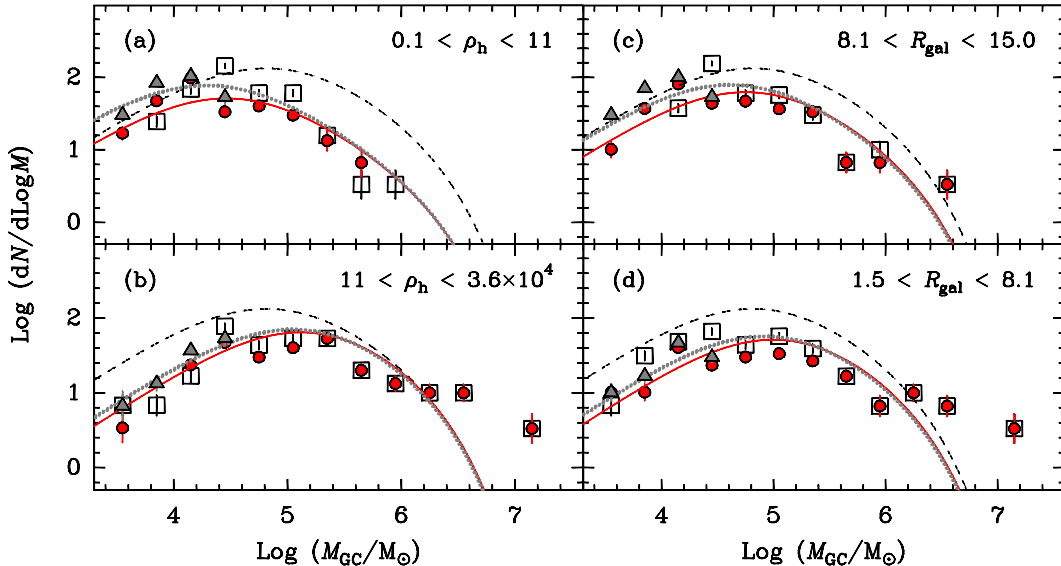 (a) 0.1 < ρh < 11
(c) 8.1 < Rgal < 15.0
2
1
0
(b) 11 < ρh < 3.6×10⁴
(d) 1.5 < Rgal < 8.1
2
1
0
Log (dN/dLogM)
4 5 6 7
4 5 6 7
Log (MGC/M⊙)
Log (MGC/M⊙)